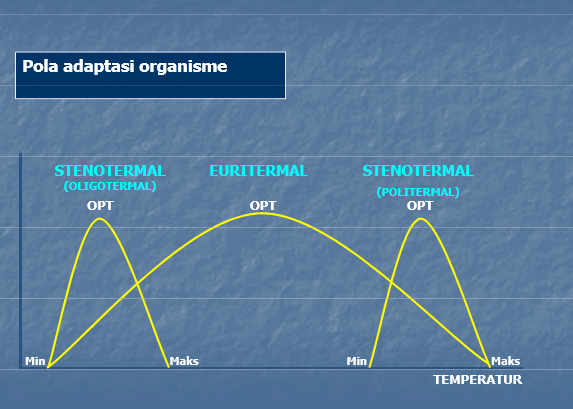 Pola adaptasi organisme
STENOTERMAL
(OLIGOTERMAL)
EURITERMAL
STENOTERMAL
(POLITERMAL)
OPT
OPT
OPT
Min
Maks
Min
Maks
TEMPERATUR